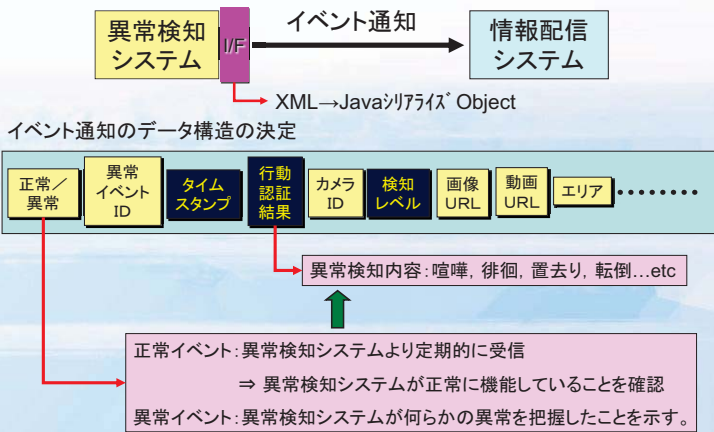 異常検知
システム
I/F
イベント通知
情報配信
システム
XML→Javaｼﾘｱﾗｲｽﾞ Object
イベント通知のデータ構造の決定
正常／
異常
異常
イベント
ID
タイム
スタンプ
行動
認証
結果
カメラ
ID
検知
レベル
画像
URL
動画
URL
エリア
・・・・・・・・
異常検知内容：喧嘩，徘徊，置去り，転倒…etc
正常イベント：異常検知システムより定期的に受信
⇒ 異常検知システムが正常に機能していることを確認
異常イベント：異常検知システムが何らかの異常を把握したことを示す。